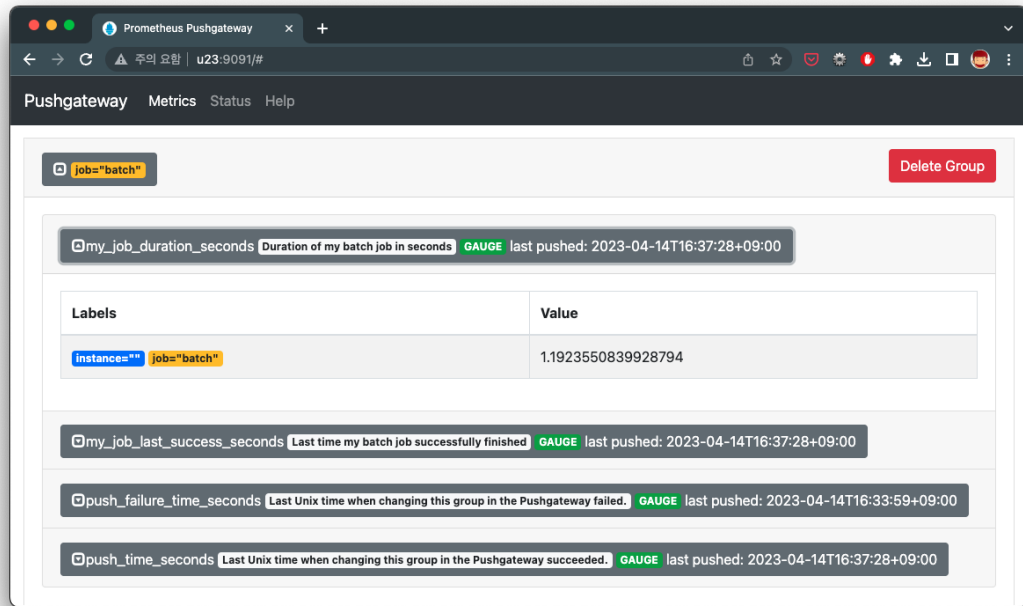 Prometheus Pushgateway
주의 요함 u23:9091/#
Pushgateway Metrics Status Help
job="batch" Delete Group
my_job_duration_seconds Duration of my batch job in seconds GAUGE last pushed: 2023-04-14T16:37:28+09:00
Labels Value
instance="" job="batch" 1.1923550839928794
my_job_last_success_seconds Last time my batch job successfully finished GAUGE last pushed: 2023-04-14T16:37:28+09:00
push_failure_time_seconds Last Unix time when changing this group in the Pushgateway failed. GAUGE last pushed: 2023-04-14T16:33:59+09:00
push_time_seconds Last Unix time when changing this group in the Pushgateway succeeded. GAUGE last pushed: 2023-04-14T16:37:28+09:00